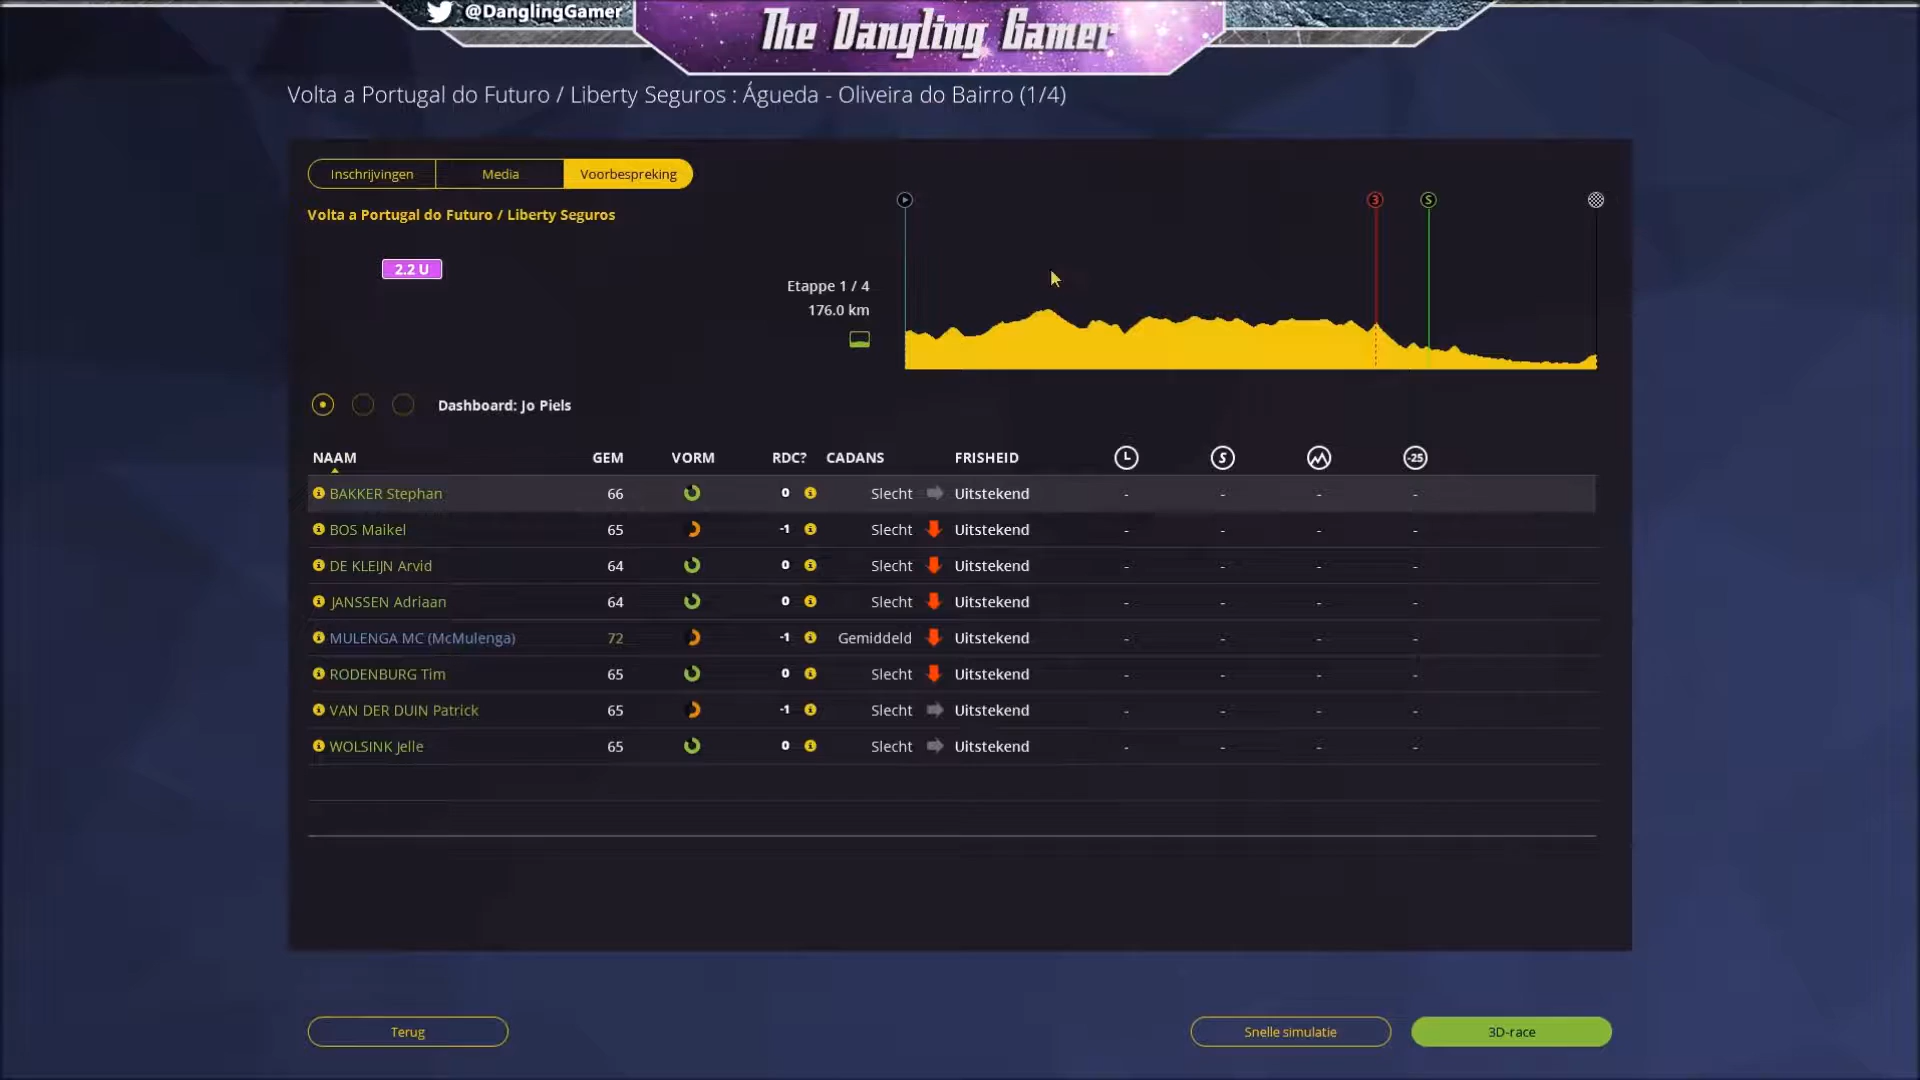 @DanglingGamer
The Dangling Gamer
Volta a Portugal do Futuro / Liberty Seguros : Águeda - Oliveira do Bairro (1/4)
Inschrijvingen Media Voorbespreking
Volta a Portugal do Futuro / Liberty Seguros
2.2 U
3 S
Etappe 1 / 4
176.0 km
Dashboard: Jo Piels
NAAM GEM VORM RDC? CADANS FRISHEID L S -25
BAKKER Stephan 66 0 Slecht Uitstekend - - - -
BOS Maikel 65 -1 Slecht Uitstekend - - - -
DE KLEIJN Arvid 64 0 Slecht Uitstekend - - - -
JANSSEN Adriaan 64 0 Slecht Uitstekend - - - -
MULENGA MC (McMulenga) 72 -1 Gemiddeld Uitstekend - - - -
RODENBURG Tim 65 0 Slecht Uitstekend - - - -
VAN DER DUIN Patrick 65 -1 Slecht Uitstekend - - - -
WOLSINK Jelle 65 0 Slecht Uitstekend - - - -
Terug Snelle simulatie 3D-race